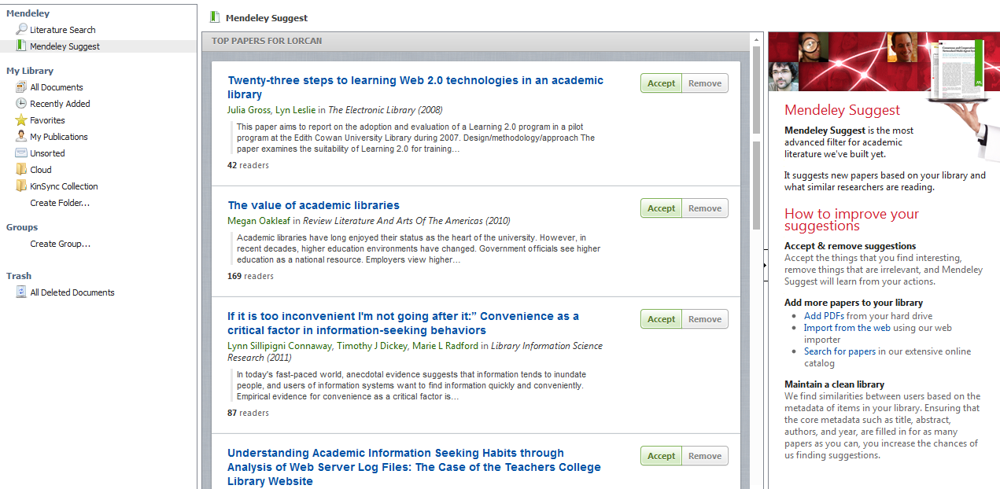 Mendeley
Literature Search
Mendeley Suggest
My Library
All Documents
Recently Added
Favorites
My Publications
Unsorted
Cloud
KinSync Collection
Create Folder...
Groups
Create Group...
Trash
All Deleted Documents
Mendeley Suggest
TOP PAPERS FOR LORCAN
Twenty-three steps to learning Web 2.0 technologies in an academic
library
Accept Remove
Julia Gross, Lyn Leslie in The Electronic Library (2008)
This paper aims to report on the adoption and evaluation of a Learning 2.0 program in a pilot
program at the Edith Cowan University Library during 2007. Design/methodology/approach The
paper examines the suitability of Learning 2.0 for training...
42 readers
The value of academic libraries
Accept Remove
Megan Oakleaf in Review Literature And Arts Of The Americas (2010)
Academic libraries have long enjoyed their status as the heart of the university. However, in
recent decades, higher education environments have changed. Government officials see higher
education as a national resource. Employers view higher...
169 readers
If it is too inconvenient I'm not going after it:” Convenience as a
critical factor in information-seeking behaviors
Accept Remove
Lynn Sillipigni Connaway, Timothy J Dickey, Marie L Radford in Library Information Science
Research (2011)
In today's fast-paced world, anecdotal evidence suggests that information tends to inundate
people, and users of information systems want to find information quickly and conveniently.
Empirical evidence for convenience as a critical factor is...
87 readers
Understanding Academic Information Seeking Habits through
Analysis of Web Server Log Files: The Case of the Teachers College
Library Website
Accept Remove
Mendeley Suggest
Mendeley Suggest is the most
advanced filter for academic
literature we've built yet.
It suggests new papers based on your library and
what similar researchers are reading.
How to improve your
suggestions
Accept & remove suggestions
Accept the things that you find interesting,
remove things that are irrelevant, and Mendeley
Suggest will learn from your actions.
Add more papers to your library
• Add PDFs from your hard drive
• Import from the web using our web
importer
• Search for papers in our extensive online
catalog
Maintain a clean library
We find similarities between users based on the
metadata of items in your library. Ensuring that
the core metadata such as title, abstract,
authors, and year, are filled in for as many
papers as you can, you increase the chances of
us finding suggestions.